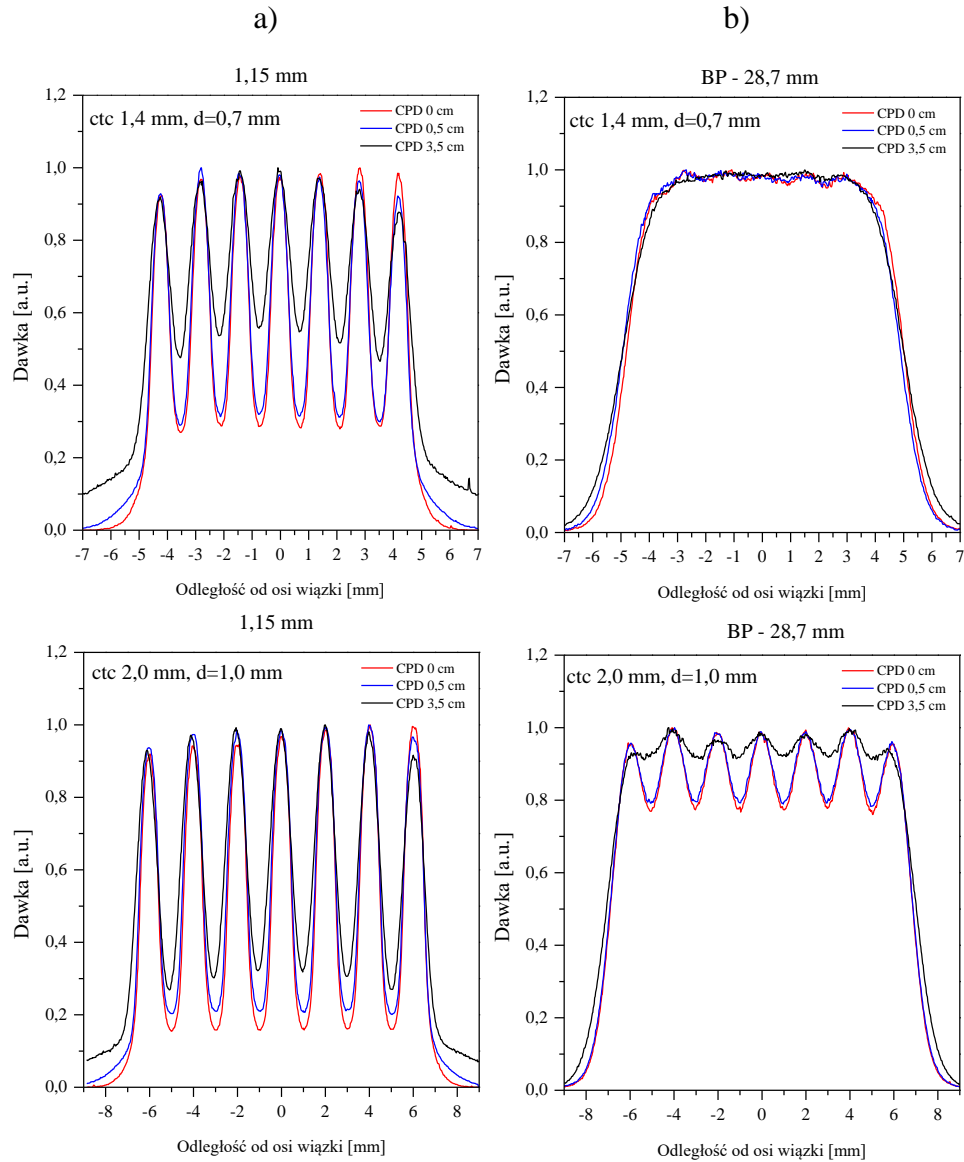 a)
b)
1,15 mm
ctc 1,4 mm, d=0,7 mm
CPD 0 cm
CPD 0,5 cm
CPD 3,5 cm
1,2
1,0
0,8
0,6
0,4
0,2
0,0
Dawka [a.u.]
-7 -6 -5 -4 -3 -2 -1 0 1 2 3 4 5 6 7
Odległość od osi wiązki [mm]
BP - 28,7 mm
ctc 1,4 mm, d=0,7 mm
CPD 0 cm
CPD 0,5 cm
CPD 3,5 cm
1,2
1,0
0,8
0,6
0,4
0,2
0,0
Dawka [a.u.]
-7 -6 -5 -4 -3 -2 -1 0 1 2 3 4 5 6 7
Odległość od osi wiązki [mm]
1,15 mm
ctc 2,0 mm, d=1,0 mm
CPD 0 cm
CPD 0,5 cm
CPD 3,5 cm
1,2
1,0
0,8
0,6
0,4
0,2
0,0
Dawka [a.u.]
-8 -6 -4 -2 0 2 4 6 8
Odległość od osi wiązki [mm]
BP - 28,7 mm
ctc 2,0 mm, d=1,0 mm
CPD 0 cm
CPD 0,5 cm
CPD 3,5 cm
1,2
1,0
0,8
0,6
0,4
0,2
0,0
Dawka [a.u.]
-8 -6 -4 -2 0 2 4 6 8
Odległość od osi wiązki [mm]